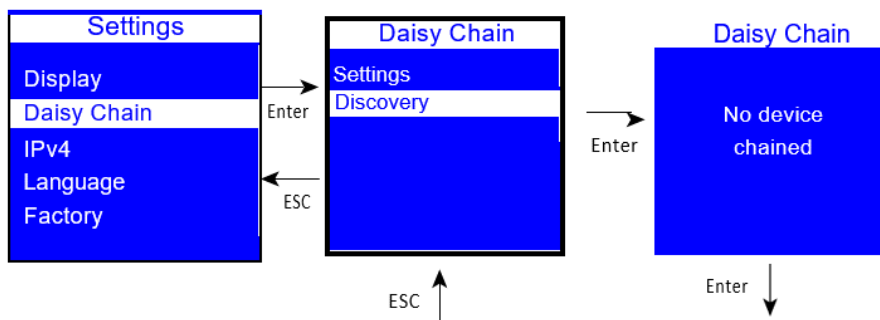 Settings
Display
Daisy Chain
IPv4
Language
Factory
Enter
ESC
Daisy Chain
Settings
Discovery
Enter
Daisy Chain
No device
chained
ESC
Enter